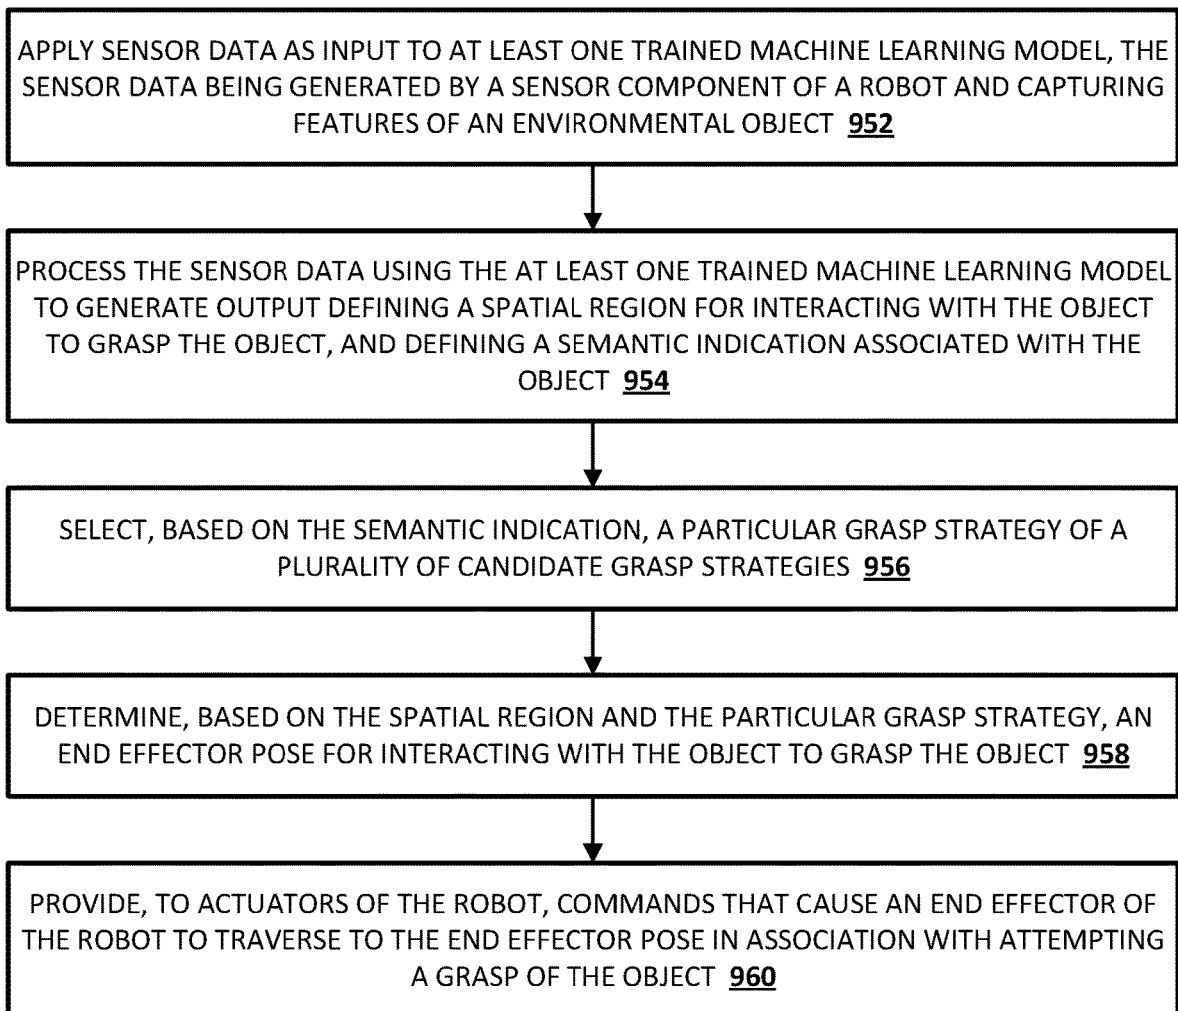 APPLY SENSOR DATA AS INPUT TO AT LEAST ONE TRAINED MACHINE LEARNING MODEL, THE
SENSOR DATA BEING GENERATED BY A SENSOR COMPONENT OF A ROBOT AND CAPTURING
FEATURES OF AN ENVIRONMENTAL OBJECT 952
PROCESS THE SENSOR DATA USING THE AT LEAST ONE TRAINED MACHINE LEARNING MODEL
TO GENERATE OUTPUT DEFINING A SPATIAL REGION FOR INTERACTING WITH THE OBJECT
TO GRASP THE OBJECT, AND DEFINING A SEMANTIC INDICATION ASSOCIATED WITH THE
OBJECT 954
SELECT, BASED ON THE SEMANTIC INDICATION, A PARTICULAR GRASP STRATEGY OF A
PLURALITY OF CANDIDATE GRASP STRATEGIES 956
DETERMINE, BASED ON THE SPATIAL REGION AND THE PARTICULAR GRASP STRATEGY, AN
END EFFECTOR POSE FOR INTERACTING WITH THE OBJECT TO GRASP THE OBJECT 958
PROVIDE, TO ACTUATORS OF THE ROBOT, COMMANDS THAT CAUSE AN END EFFECTOR OF
THE ROBOT TO TRAVERSE TO THE END EFFECTOR POSE IN ASSOCIATION WITH ATTEMPTING
A GRASP OF THE OBJECT 960